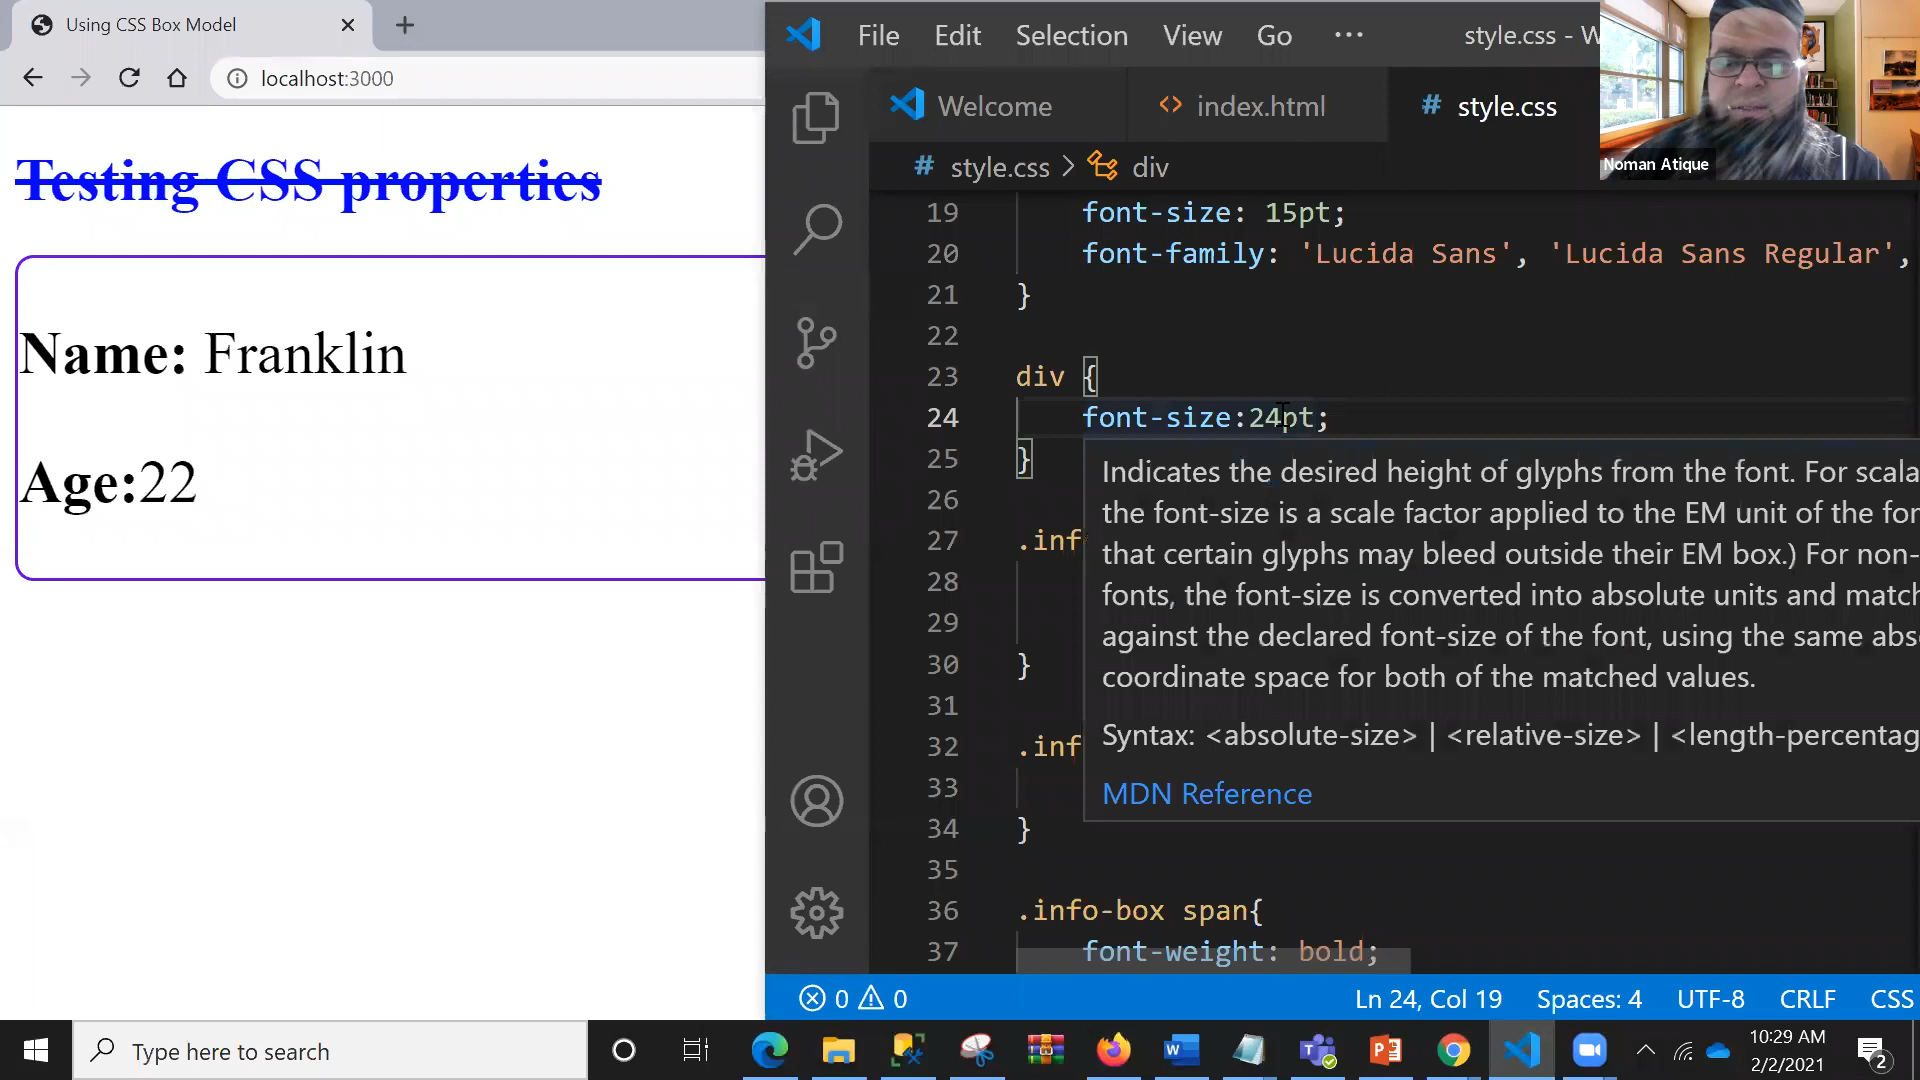 Using CSS Box Model
localhost:3000
Testing CSS properties
Name: Franklin
Age:22
File Edit Selection View Go ··· style.css - W
Welcome index.html # style.css
# style.css > div
19 font-size: 15pt;
20 font-family: 'Lucida Sans', 'Lucida Sans Regular',
21 }
22
23 div {
24 font-size:24pt;
25 }
26
27 .inf
28
29
30 }
31
32 .inf
33
34 }
35
36 .info-box span{
37 font-weight: bold;
Indicates the desired height of glyphs from the font. For scala
the font-size is a scale factor applied to the EM unit of the fon
that certain glyphs may bleed outside their EM box.) For non-
fonts, the font-size is converted into absolute units and match
against the declared font-size of the font, using the same abs
coordinate space for both of the matched values.
Syntax: <absolute-size> | <relative-size> | <length-percentag
MDN Reference
Noman Atique
0 0 Ln 24, Col 19 Spaces: 4 UTF-8 CRLF CSS
Type here to search
10:29 AM
2/2/2021
2